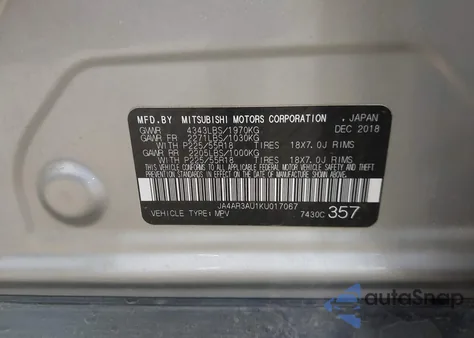 MFD.BY MITSUBISHI MOTORS CORPORATION , JAPAN
GVWR 4343LBS/1970KG DEC 2018
GAWR FR 2271LBS/1030KG
WITH P225/55R18 TIRES 18X7.0J RIMS
GAWR RR 2205LBS/1000KG
WITH P225/55R18 TIRES 18X7.0J RIMS
JA4AR3AU1KU017067
VEHICLE TYPE: MPV 7430C 357
autoSnap